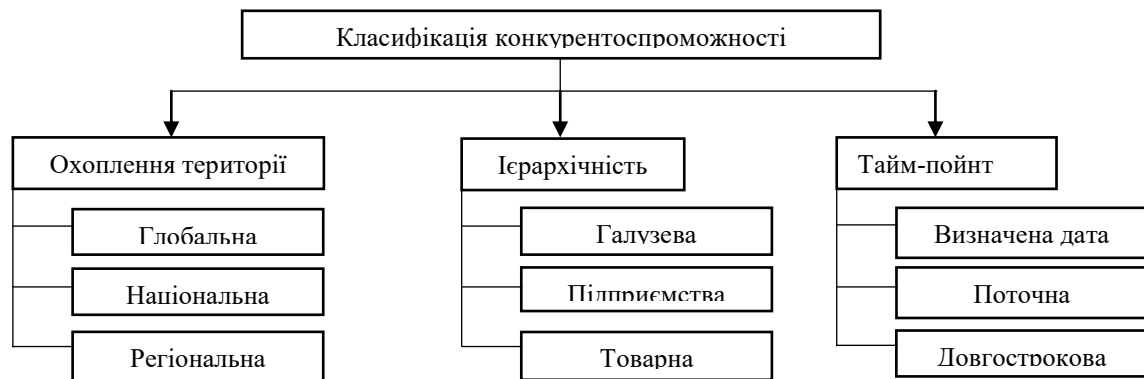 Класифікація конкурентоспроможності
Охоплення території
Глобальна
Національна
Регіональна
Ієрархічність
Галузева
Підприємства
Товарна
Тайм-пойнт
Визначена дата
Поточна
Довгострокова